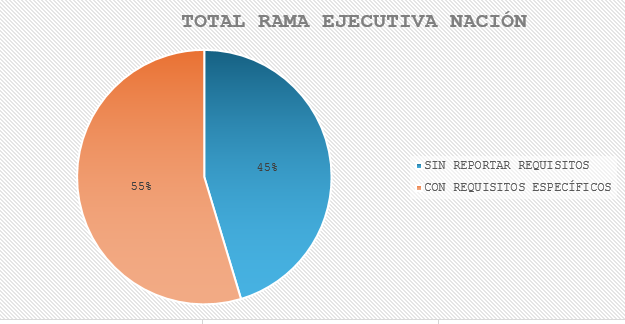 TOTAL RAMA EJECUTIVA NACIÓN
45%
55%
SIN REPORTAR REQUISITOS
CON REQUISITOS ESPECÍFICOS